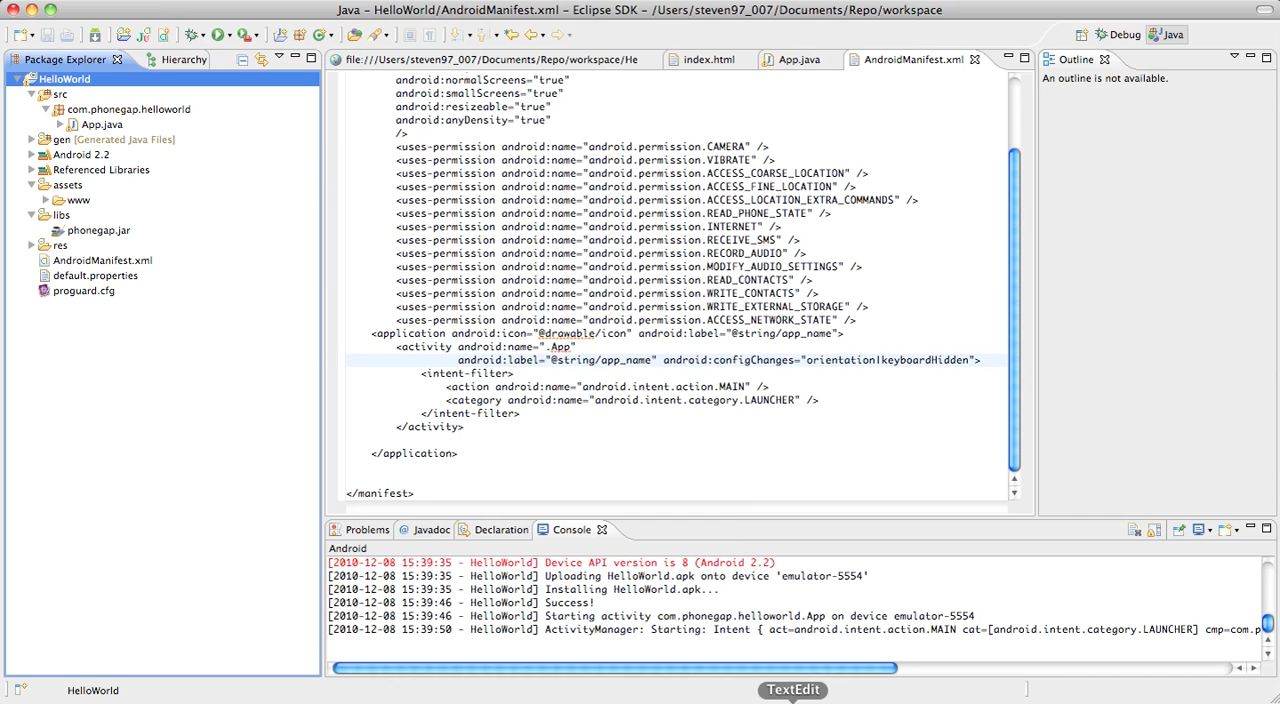 Java - HelloWorld/AndroidManifest.xml - Eclipse SDK - /Users/steven97_007/Documents/Repo/workspace
Debug
Java
Package Explorer
Hierarchy
file:///Users/steven97_007/Documents/Repo/workspace/He
index.html
App.java
AndroidManifest.xml
Outline
HelloWorld
src
com.phonegap.helloworld
App.java
gen [Generated Java Files]
Android 2.2
Referenced Libraries
assets
www
libs
phonegap.jar
res
AndroidManifest.xml
default.properties
proguard.cfg
android:normalScreens="true"
android:smallScreens="true"
android:resizeable="true"
android:anyDensity="true"
/>
<uses-permission android:name="android.permission.CAMERA" />
<uses-permission android:name="android.permission.VIBRATE" />
<uses-permission android:name="android.permission.ACCESS_COARSE_LOCATION" />
<uses-permission android:name="android.permission.ACCESS_FINE_LOCATION" />
<uses-permission android:name="android.permission.ACCESS_LOCATION_EXTRA_COMMANDS" />
<uses-permission android:name="android.permission.READ_PHONE_STATE" />
<uses-permission android:name="android.permission.INTERNET" />
<uses-permission android:name="android.permission.RECEIVE_SMS" />
<uses-permission android:name="android.permission.RECORD_AUDIO" />
<uses-permission android:name="android.permission.MODIFY_AUDIO_SETTINGS" />
<uses-permission android:name="android.permission.READ_CONTACTS" />
<uses-permission android:name="android.permission.WRITE_CONTACTS" />
<uses-permission android:name="android.permission.WRITE_EXTERNAL_STORAGE" />
<uses-permission android:name="android.permission.ACCESS_NETWORK_STATE" />
<application android:icon="@drawable/icon" android:label="@string/app_name">
<activity android:name=".App"
android:label="@string/app_name" android:configChanges="orientation|keyboardHidden">
<intent-filter>
<action android:name="android.intent.action.MAIN" />
<category android:name="android.intent.category.LAUNCHER" />
</intent-filter>
</activity>
</application>
</manifest>
An outline is not available.
Problems
Javadoc
Declaration
Console
Android
[2010-12-08 15:39:35 - HelloWorld] Device API version is 8 (Android 2.2)
[2010-12-08 15:39:35 - HelloWorld] Uploading HelloWorld.apk onto device 'emulator-5554'
[2010-12-08 15:39:35 - HelloWorld] Installing HelloWorld.apk...
[2010-12-08 15:39:46 - HelloWorld] Success!
[2010-12-08 15:39:46 - HelloWorld] Starting activity com.phonegap.helloworld.App on device emulator-5554
[2010-12-08 15:39:50 - HelloWorld] ActivityManager: Starting: Intent { act=android.intent.action.MAIN cat=[android.intent.category.LAUNCHER] cmp=com.p
HelloWorld
TextEdit